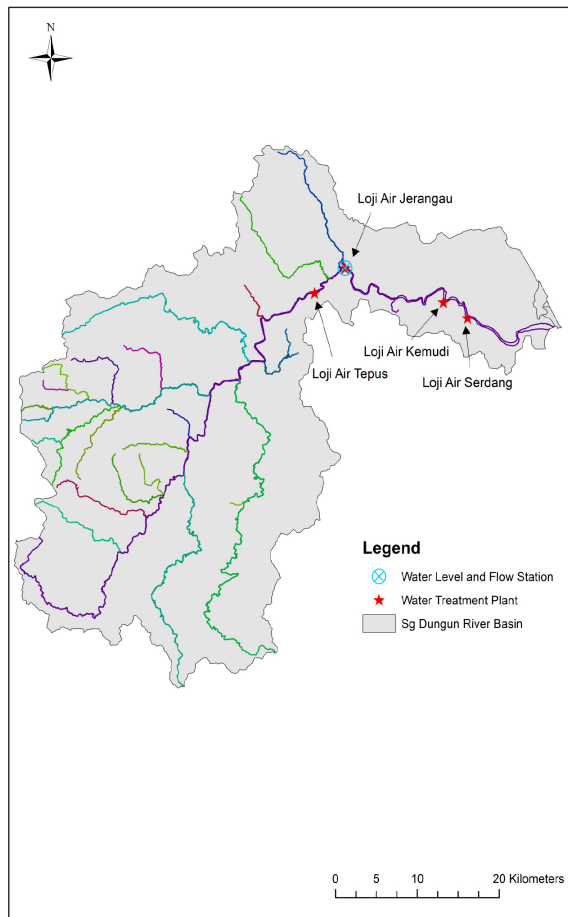 N
Loji Air Jerangau
Loji Air Kemudi
Loji Air Tepus
Loji Air Serdang
Legend
Water Level and Flow Station
Water Treatment Plant
Sg Dungun River Basin
0 5 10 20 Kilometers